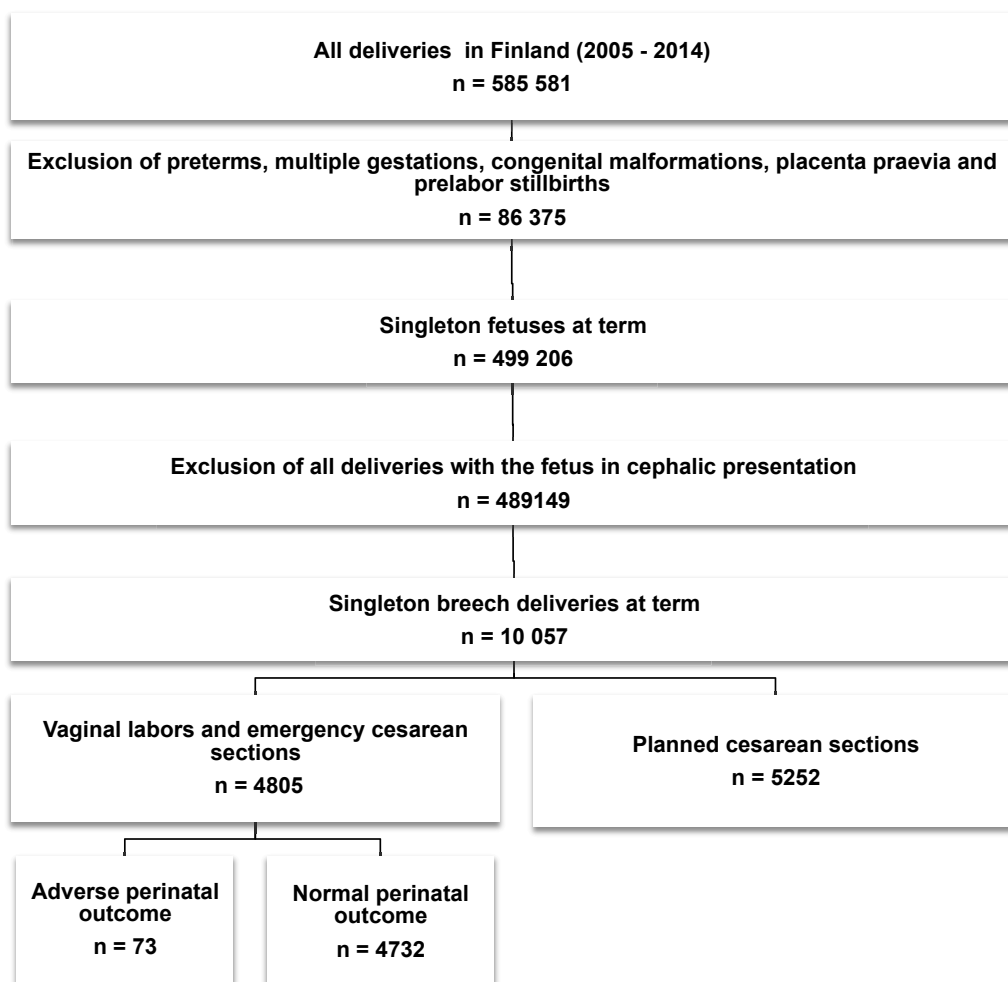 All deliveries in Finland (2005 - 2014)
n = 585 581
Exclusion of preterms, multiple gestations, congenital malformations, placenta praevia and
prelabor stillbirths
n = 86 375
Singleton fetuses at term
n = 499 206
Exclusion of all deliveries with the fetus in cephalic presentation
n = 489149
Singleton breech deliveries at term
n = 10 057
Vaginal labors and emergency cesarean
sections
n = 4805
Planned cesarean sections
n = 5252
Adverse perinatal
outcome
n = 73
Normal perinatal
outcome
n = 4732